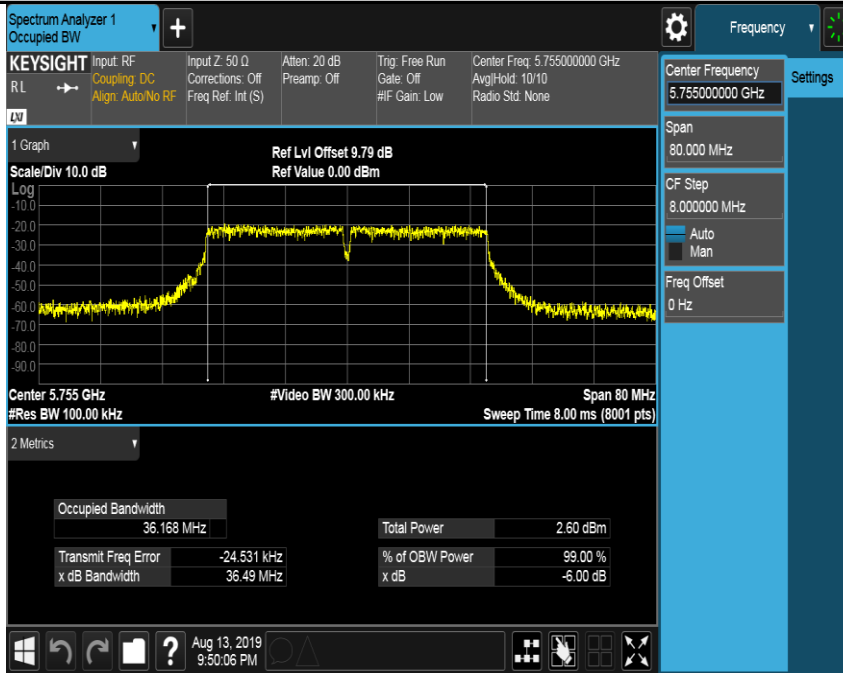 Spectrum Analyzer 1
Occupied BW
+
Frequency
KEYSIGHT Input: RF Input Z: 50 Ω Atten: 20 dB Trig: Free Run Center Freq: 5.755000000 GHz
R L Coupling: DC Corrections: Off Preamp: Off Gate: Off Avg|Hold: 10/10
Align: Auto/No RF Freq Ref: Int (S) #IF Gain: Low Radio Std: None
LXI
Center Frequency
5.755000000 GHz
Settings
Span
80.000 MHz
CF Step
8.000000 MHz
Auto
Man
Freq Offset
0 Hz
1 Graph
Ref Lvl Offset 9.79 dB
Scale/Div 10.0 dB Ref Value 0.00 dBm
Log
-10.0
-20.0
-30.0
-40.0
-50.0
-60.0
-70.0
-80.0
-90.0
Center 5.755 GHz #Video BW 300.00 kHz Span 80 MHz
#Res BW 100.00 kHz Sweep Time 8.00 ms (8001 pts)
2 Metrics
Occupied Bandwidth
36.168 MHz Total Power 2.60 dBm
Transmit Freq Error -24.531 kHz % of OBW Power 99.00 %
x dB Bandwidth 36.49 MHz x dB -6.00 dB
?
Aug 13, 2019
9:50:06 PM